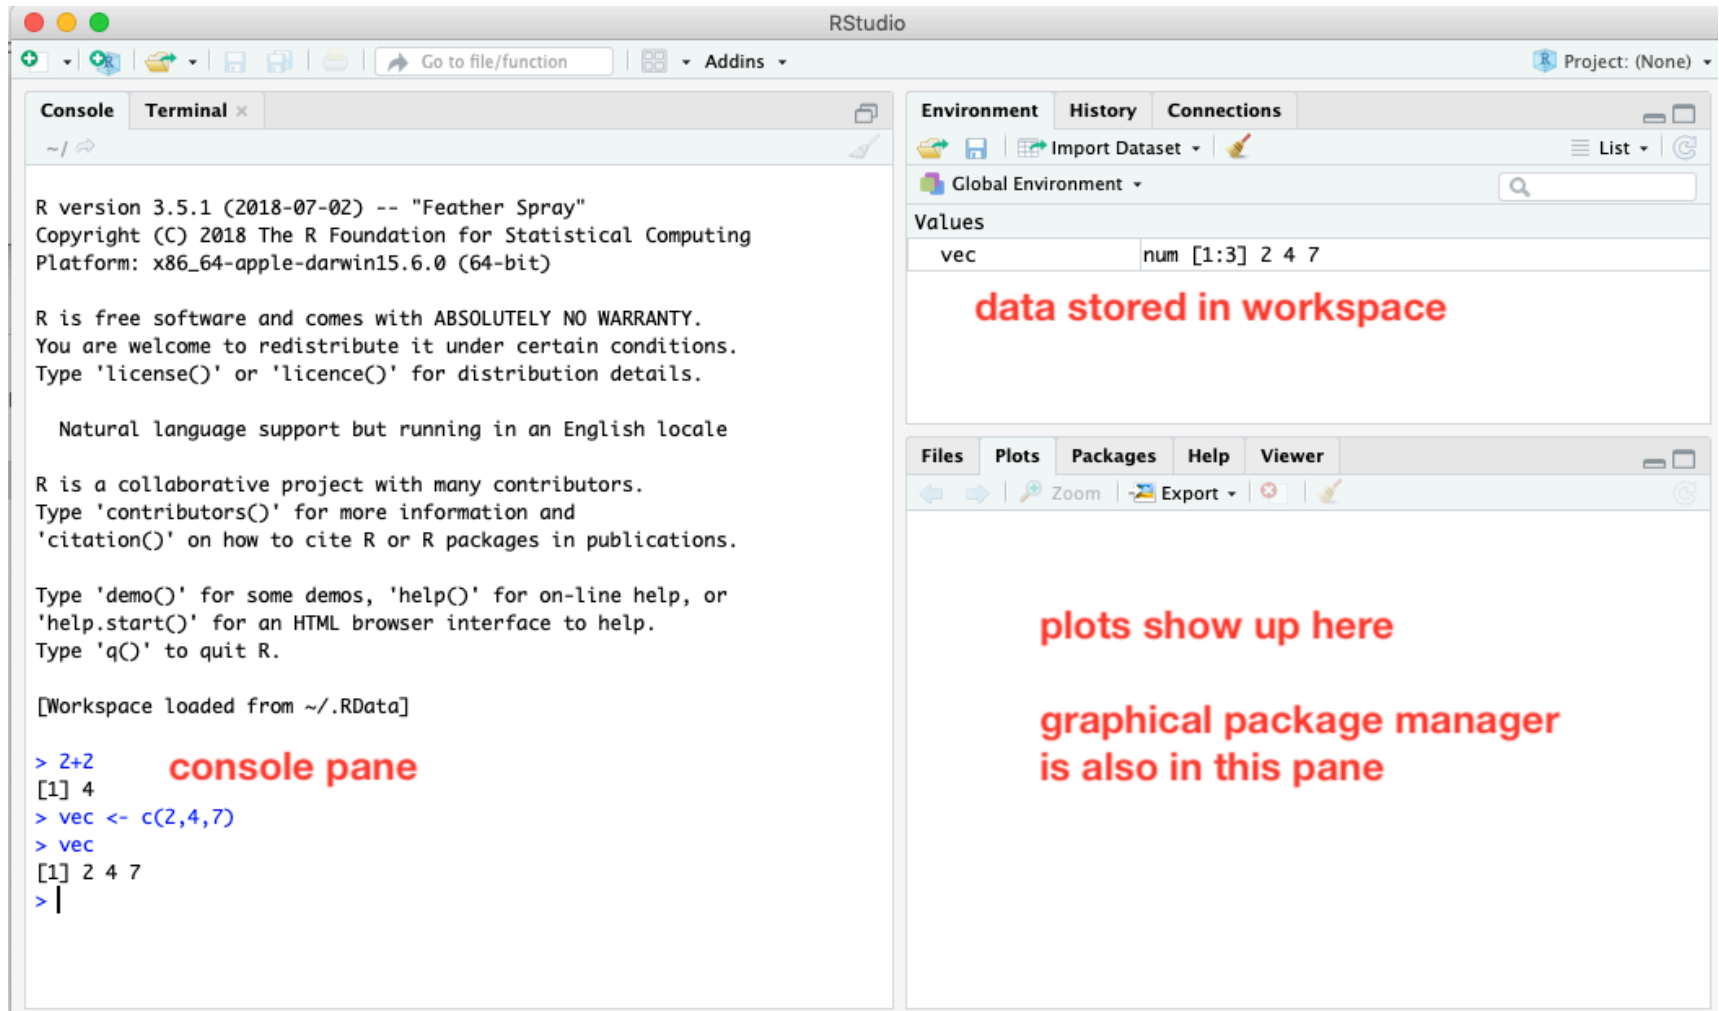 RStudio
Go to file/function
Addins
Project: (None)
Console
Terminal
~/
R version 3.5.1 (2018-07-02) -- "Feather Spray"
Copyright (C) 2018 The R Foundation for Statistical Computing
Platform: x86_64-apple-darwin15.6.0 (64-bit)
R is free software and comes with ABSOLUTELY NO WARRANTY.
You are welcome to redistribute it under certain conditions.
Type 'license()' or 'licence()' for distribution details.
Natural language support but running in an English locale
R is a collaborative project with many contributors.
Type 'contributors()' for more information and
'citation()' on how to cite R or R packages in publications.
Type 'demo()' for some demos, 'help()' for on-line help, or
'help.start()' for an HTML browser interface to help.
Type 'q()' to quit R.
[Workspace loaded from ~/.RData]
> 2+2
console pane
[1] 4
> vec <- c(2,4,7)
> vec
[1] 2 4 7
>
Environment
History
Connections
Import Dataset
List
Global Environment
Values
vec num [1:3] 2 4 7
data stored in workspace
Files
Plots
Packages
Help
Viewer
Zoom
Export
plots show up here
graphical package manager
is also in this pane